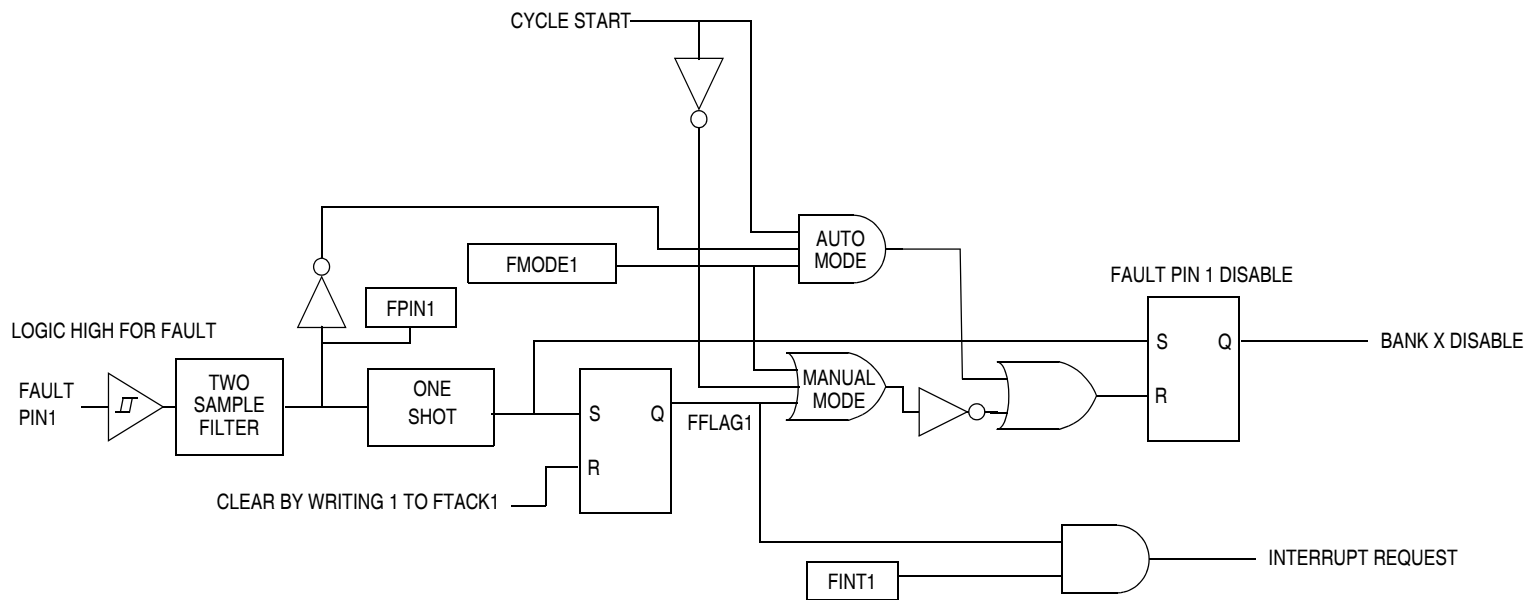 CYCLE START
AUTO
MODE
FMODE1
FAULT PIN 1 DISABLE
FPIN1
LOGIC HIGH FOR FAULT
S
Q
BANK X DISABLE
FAULT
PIN1
TWO
SAMPLE
FILTER
ONE
SHOT
MANUAL
MODE
R
S
Q
FFLAG1
R
CLEAR BY WRITING 1 TO FTACK1
INTERRUPT REQUEST
FINT1